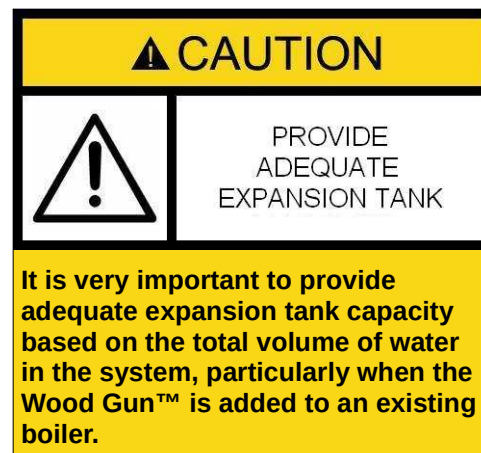 CAUTION
PROVIDE
ADEQUATE
EXPANSION TANK
It is very important to provide
adequate expansion tank capacity
based on the total volume of water
in the system, particularly when the
Wood Gun™ is added to an existing
boiler.